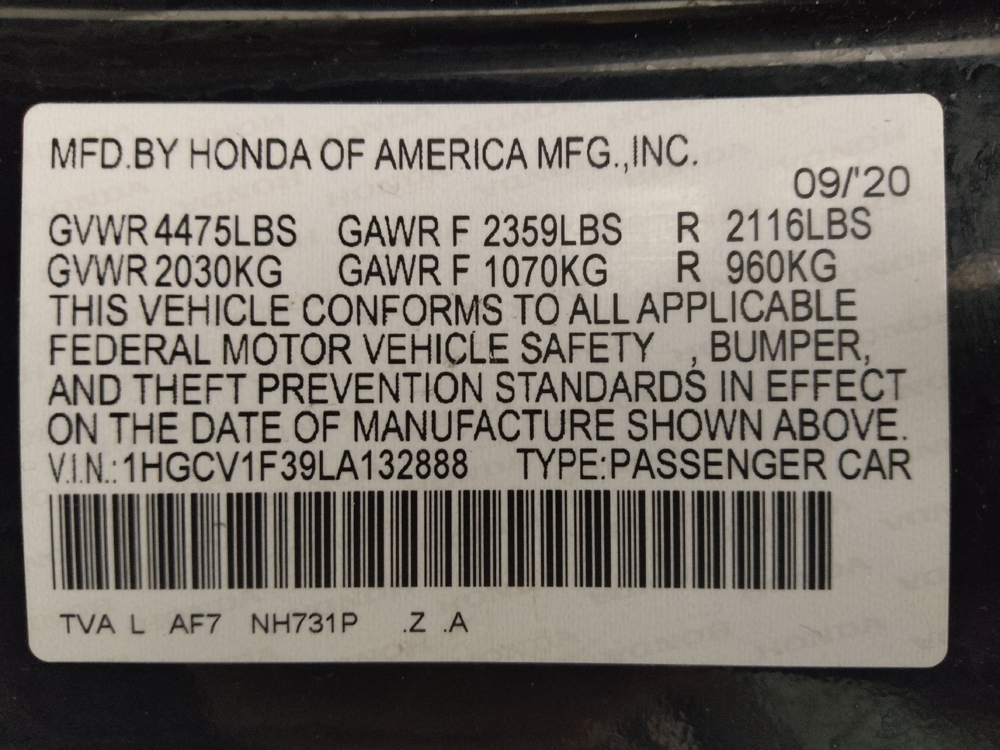 MFD.BY HONDA OF AMERICA MFG.,INC.
09/'20
GVWR 4475LBS GAWR F 2359LBS R 2116LBS
GVWR 2030KG GAWR F 1070KG R 960KG
THIS VEHICLE CONFORMS TO ALL APPLICABLE
FEDERAL MOTOR VEHICLE SAFETY , BUMPER,
AND THEFT PREVENTION STANDARDS IN EFFECT
ON THE DATE OF MANUFACTURE SHOWN ABOVE.
V.I.N.: 1HGCV1F39LA132888 TYPE:PASSENGER CAR
TVA L AF7 NH731P .Z .A